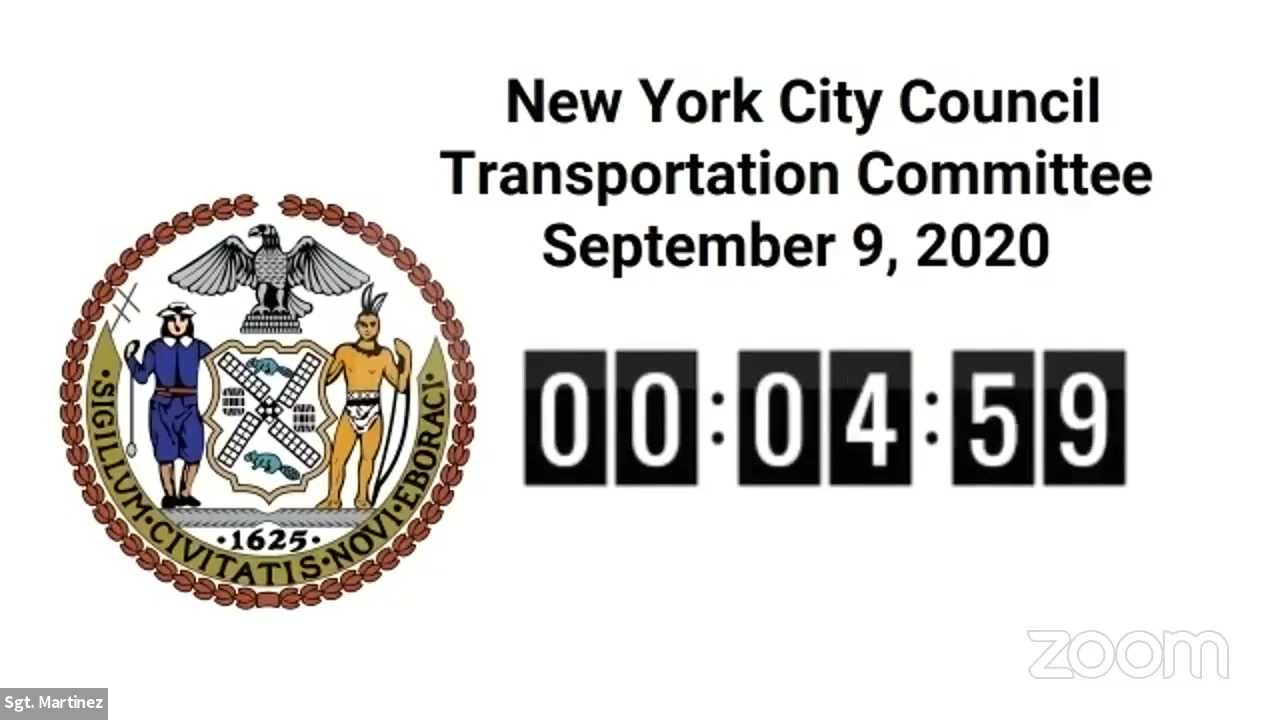 New York City Council
Transportation Committee
September 9, 2020
00:04:59
•SIGILLUM•CIVITATIS•NOVI•EBORACI•
•1625•
zoom
Sgt. Martinez